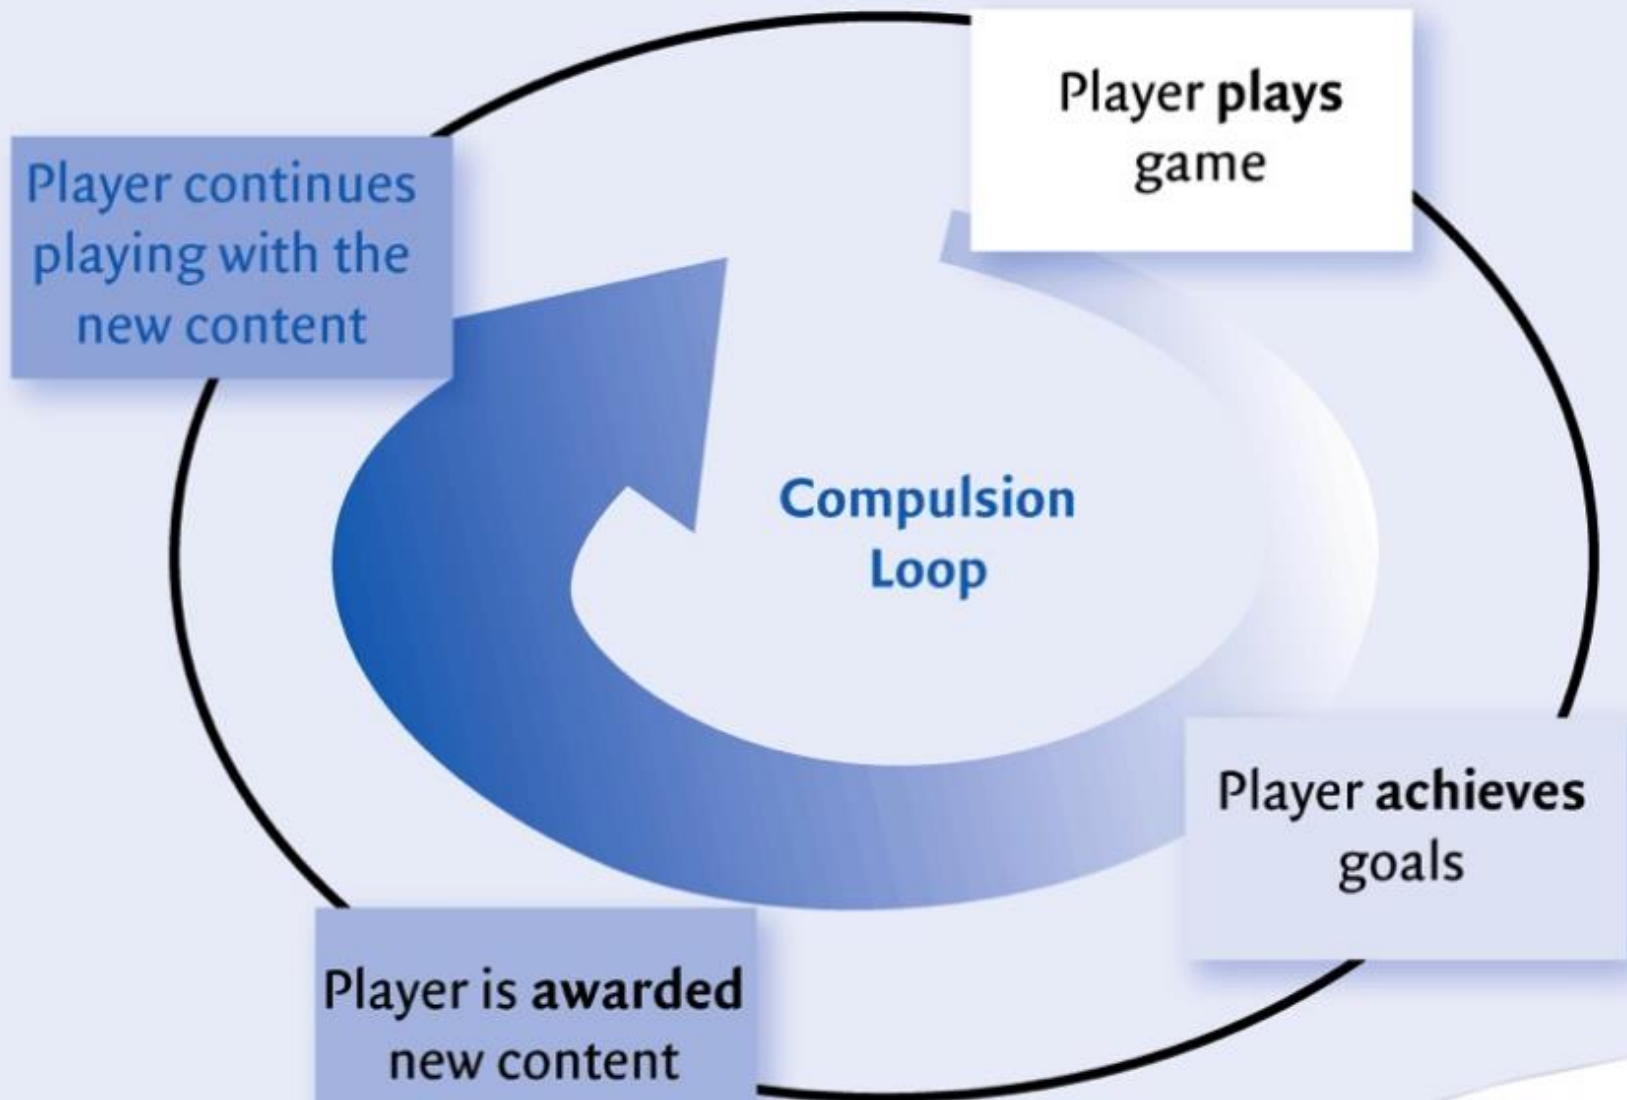 Player plays
game
Player continues
playing with the
new content
Compulsion
Loop
Player achieves
goals
Player is awarded
new content